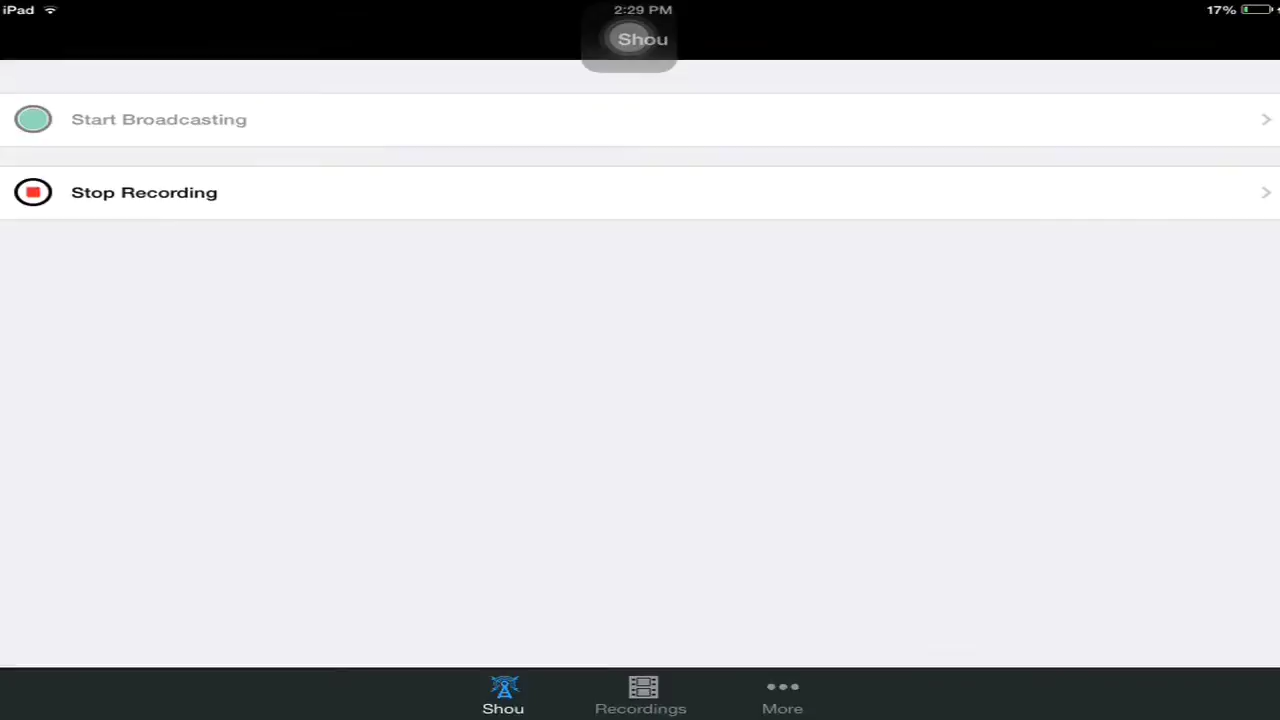 iPad 2:29 PM 17%
Shou
Start Broadcasting
Stop Recording
Shou Recordings More